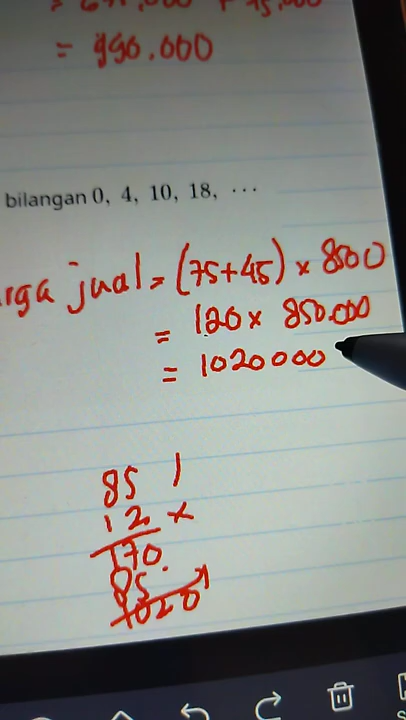 = 990.000
bilangan 0, 4, 10, 18, ⋯
rga jual = (75+45) × 8500
= 120 × 850.000
= 1020000
85
12 ×
170
85
1020